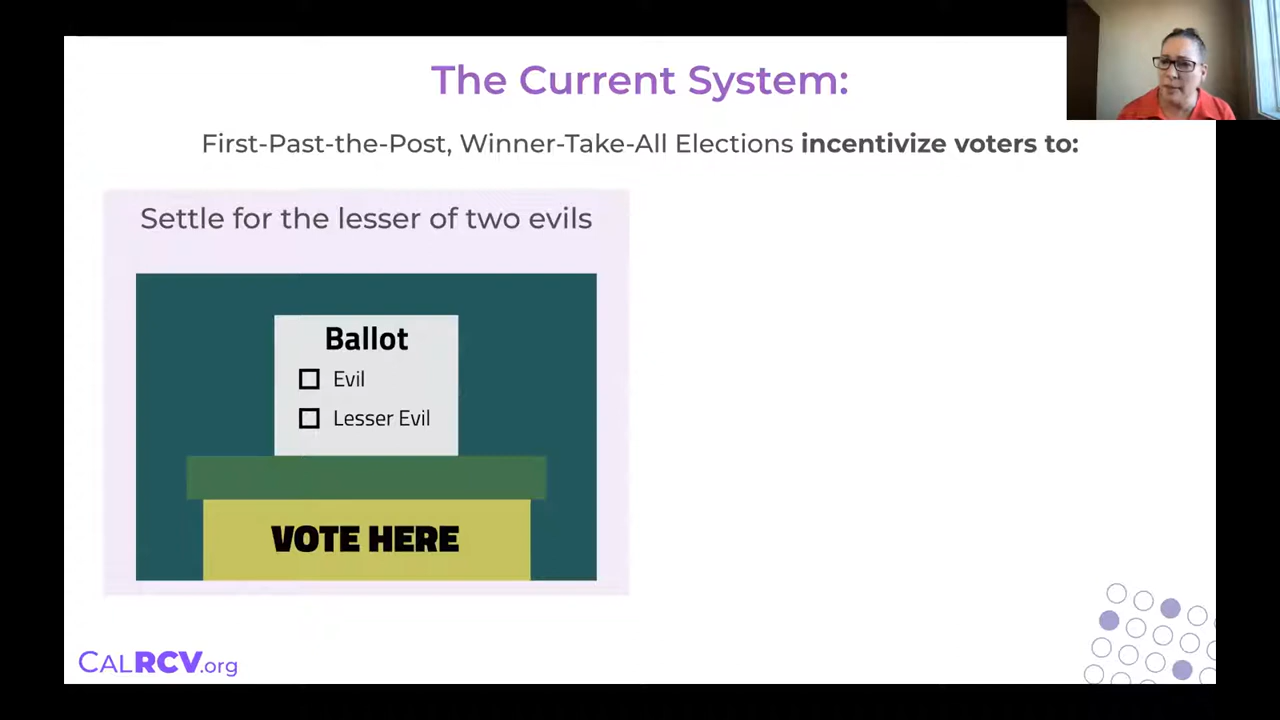 The Current System:
First-Past-the-Post, Winner-Take-All Elections incentivize voters to:
Settle for the lesser of two evils
Ballot
Evil
Lesser Evil
VOTE HERE
CALRCV.org